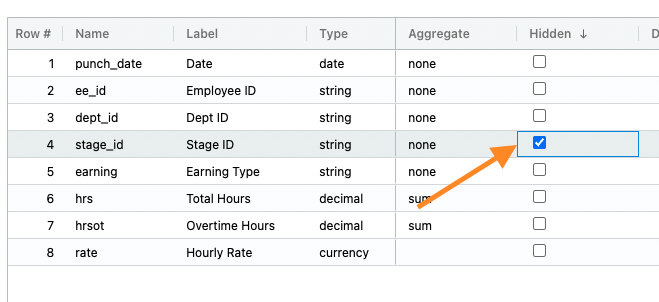 Row # Name Label Type Aggregate Hidden ↓ D
1 punch_date Date date none
2 ee_id Employee ID string none
3 dept_id Dept ID string none
4 stage_id Stage ID string none
5 earning Earning Type string none
6 hrs Total Hours decimal sum
7 hrsot Overtime Hours decimal sum
8 rate Hourly Rate currency